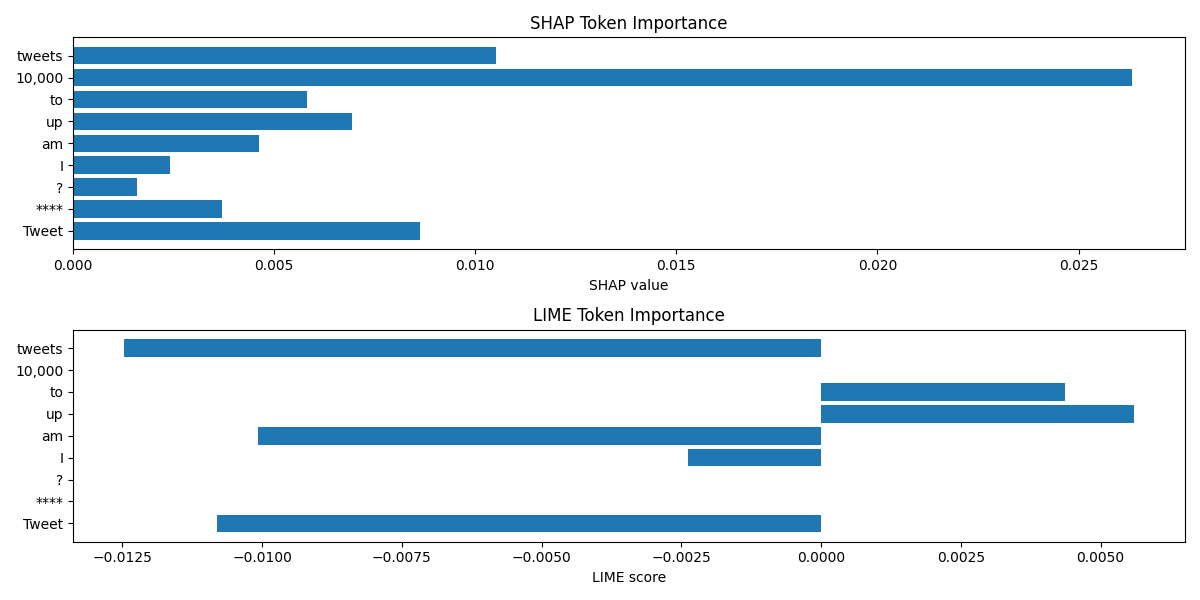 SHAP Token Importance
tweets
10,000
to
up
am
I
?
****
Tweet
0.000 0.005 0.010 0.015 0.020 0.025
SHAP value
LIME Token Importance
tweets
10,000
to
up
am
I
?
****
Tweet
−0.0125 −0.0100 −0.0075 −0.0050 −0.0025 0.0000 0.0025 0.0050
LIME score